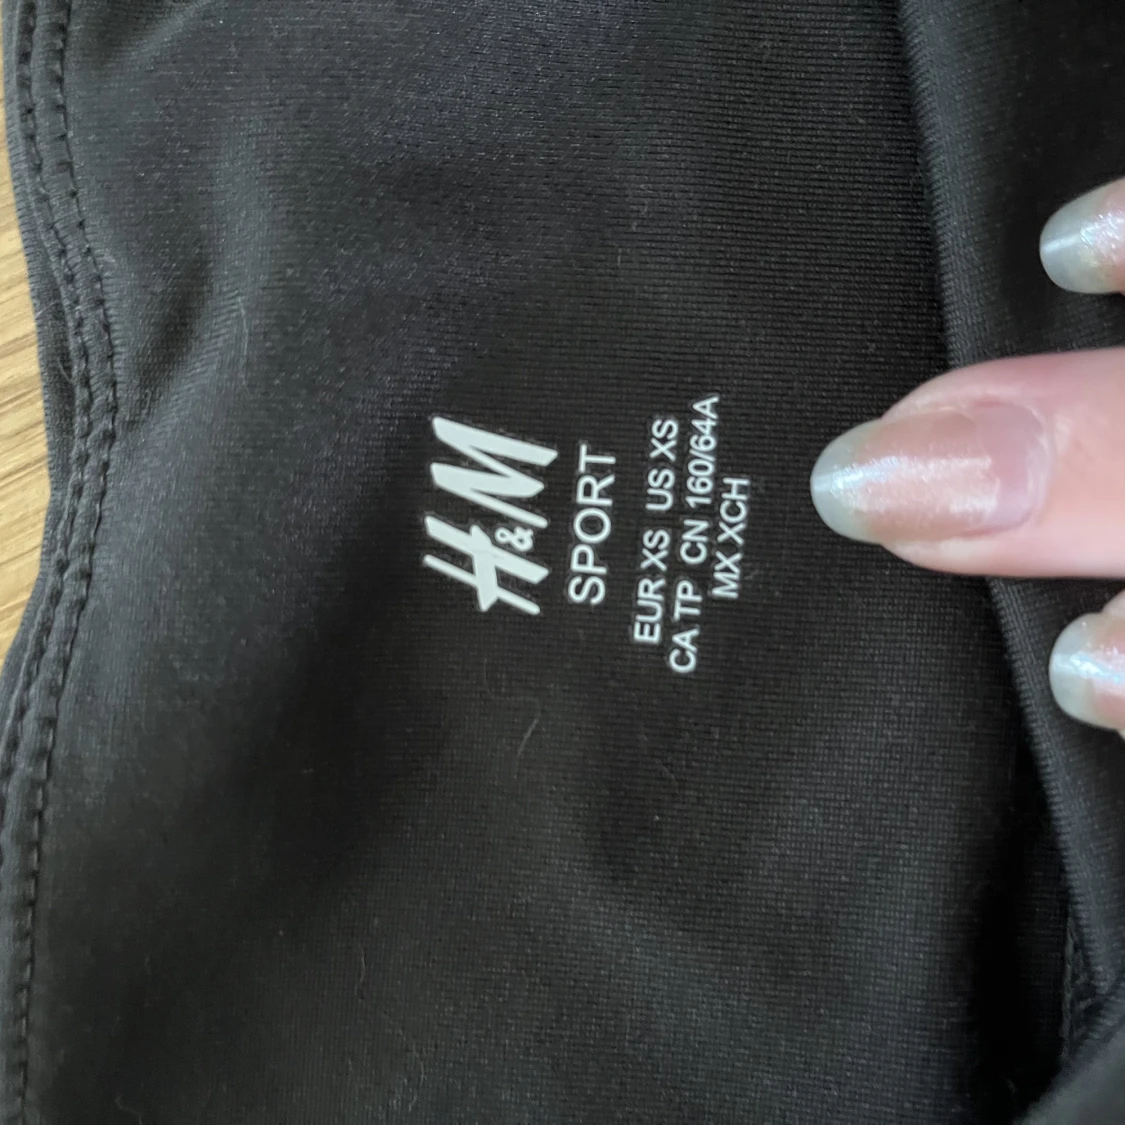 H&M
SPORT
EUR XS US XS
CA TP CN 160/64A
MX XCH